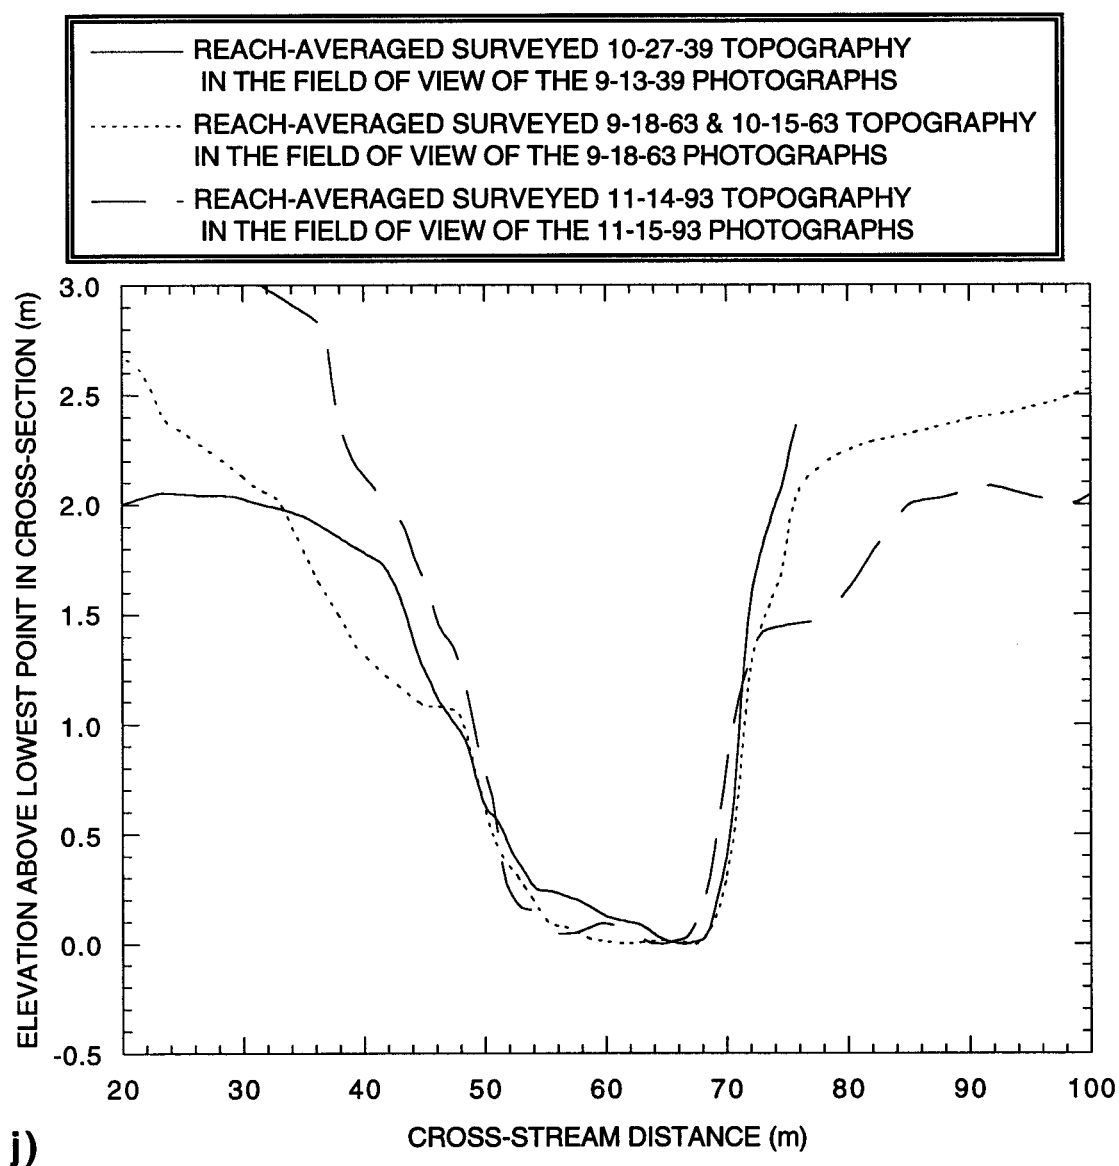 REACH-AVERAGED SURVEYED 10-27-39 TOPOGRAPHY
IN THE FIELD OF VIEW OF THE 9-13-39 PHOTOGRAPHS
REACH-AVERAGED SURVEYED 9-18-63 & 10-15-63 TOPOGRAPHY
IN THE FIELD OF VIEW OF THE 9-18-63 PHOTOGRAPHS
REACH-AVERAGED SURVEYED 11-14-93 TOPOGRAPHY
IN THE FIELD OF VIEW OF THE 11-15-93 PHOTOGRAPHS
ELEVATION ABOVE LOWEST POINT IN CROSS-SECTION (m)
3.0
2.5
2.0
1.5
1.0
0.5
0.0
-0.5
20 30 40 50 60 70 80 90 100
CROSS-STREAM DISTANCE (m)
j)